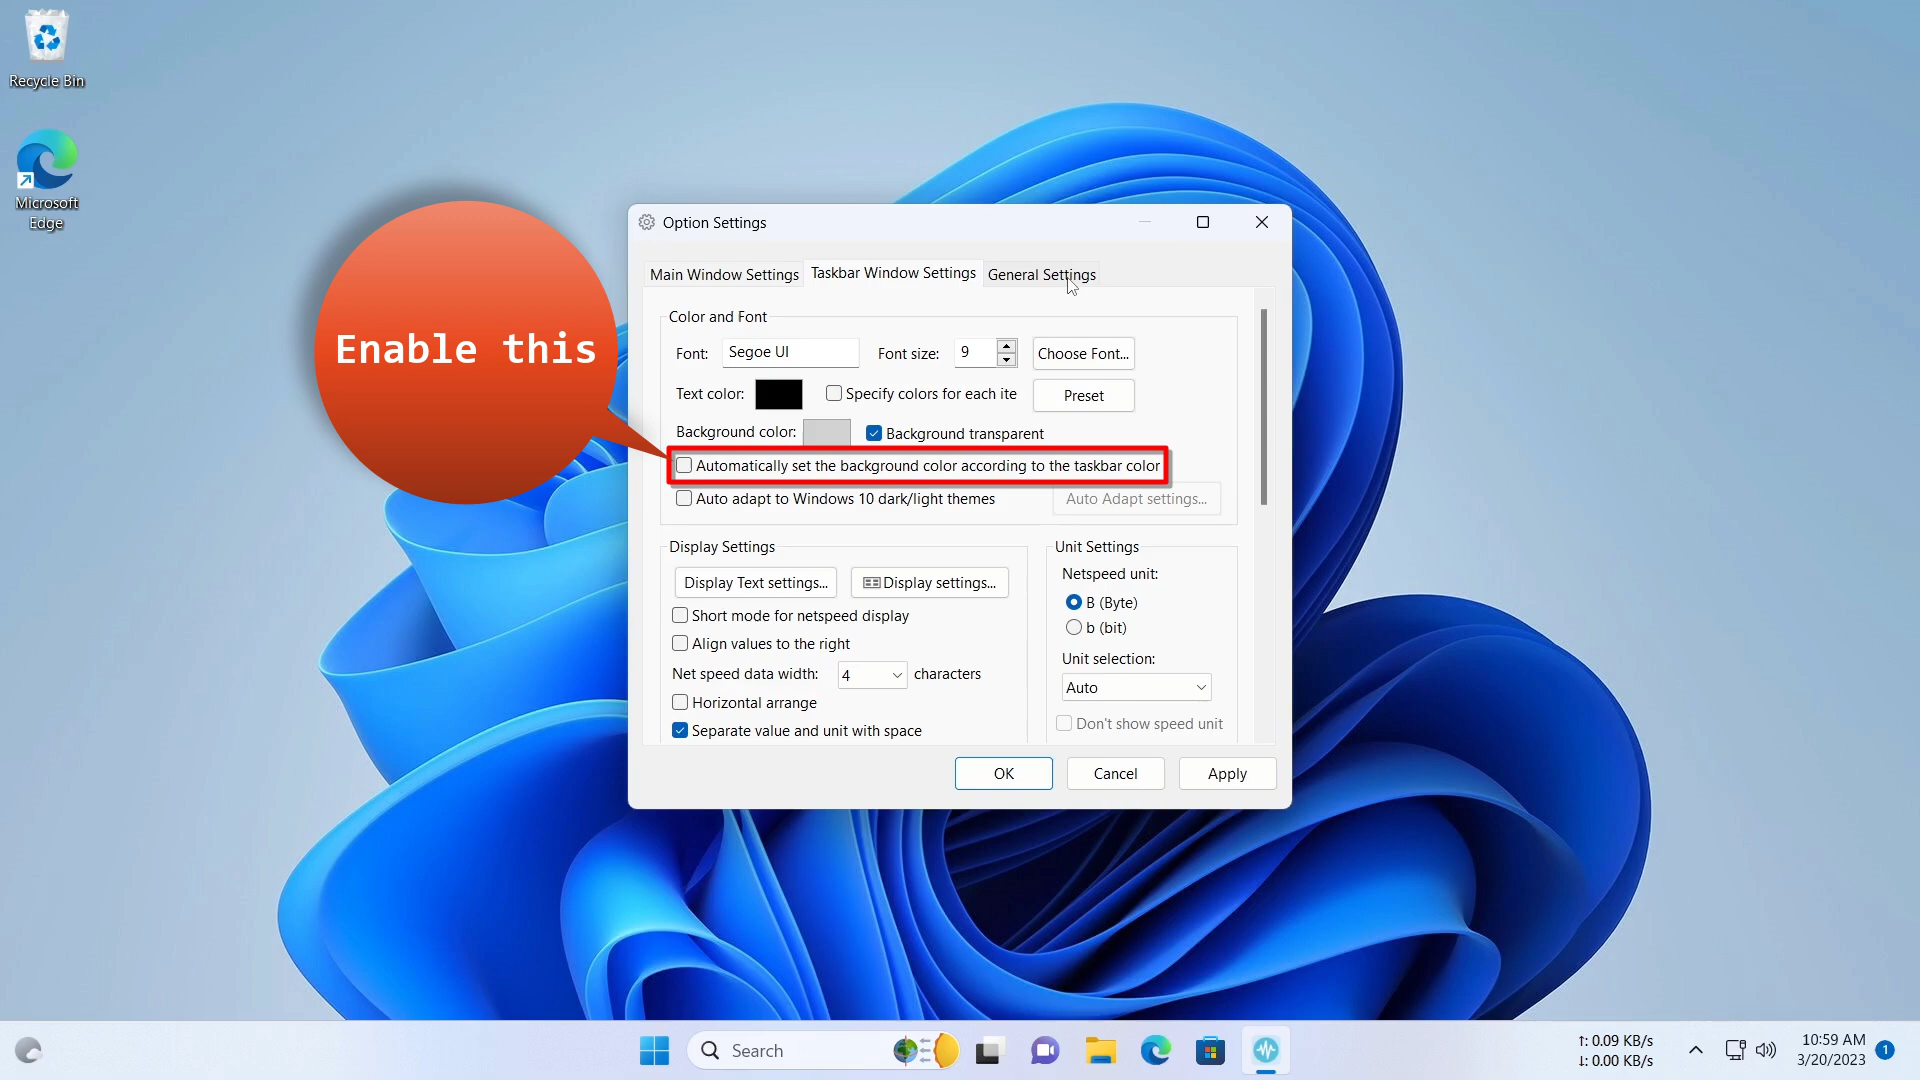 Recycle Bin
Microsoft
Edge
Enable this
Option Settings
Main Window Settings
Taskbar Window Settings
General Settings
Color and Font
Font:
Segoe UI
Font size:
9
Choose Font...
Text color:
Specify colors for each ite
Preset
Background color:
Background transparent
Automatically set the background color according to the taskbar color
Auto adapt to Windows 10 dark/light themes
Auto Adapt settings...
Display Settings
Display Text settings...
Display settings...
Short mode for netspeed display
Align values to the right
Net speed data width:
4
characters
Horizontal arrange
Separate value and unit with space
Unit Settings
Netspeed unit:
B (Byte)
b (bit)
Unit selection:
Auto
Don't show speed unit
OK
Cancel
Apply
Search
↑: 0.09 KB/s
↓: 0.00 KB/s
10:59 AM
3/20/2023
1